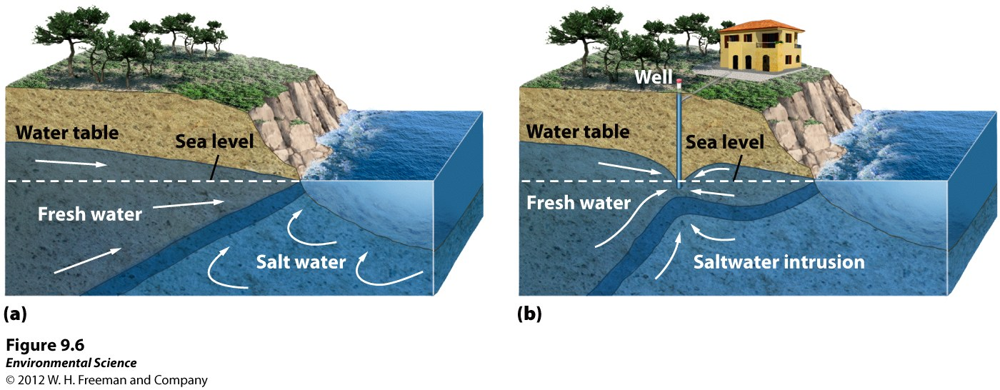 Water table
Sea level
Fresh water
Salt water
(a)
Well
Water table
Sea level
Fresh water
Saltwater intrusion
(b)
Figure 9.6
Environmental Science
© 2012 W. H. Freeman and Company